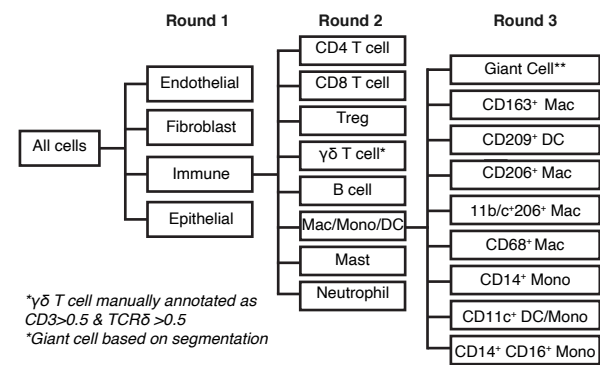 Round 1
Round 2
Round 3
All cells
Endothelial
Fibroblast
Immune
Epithelial
CD4 T cell
CD8 T cell
Treg
γδ T cell*
B cell
Mac/Mono/DC
Mast
Neutrophil
Giant Cell**
CD163⁺ Mac
CD209⁺ DC
CD206⁺ Mac
11b/c⁺206⁺ Mac
CD68⁺ Mac
CD14⁺ Mono
CD11c⁺ DC/Mono
CD14⁺ CD16⁺ Mono
*γδ T cell manually annotated as
CD3>0.5 & TCRδ >0.5
*Giant cell based on segmentation